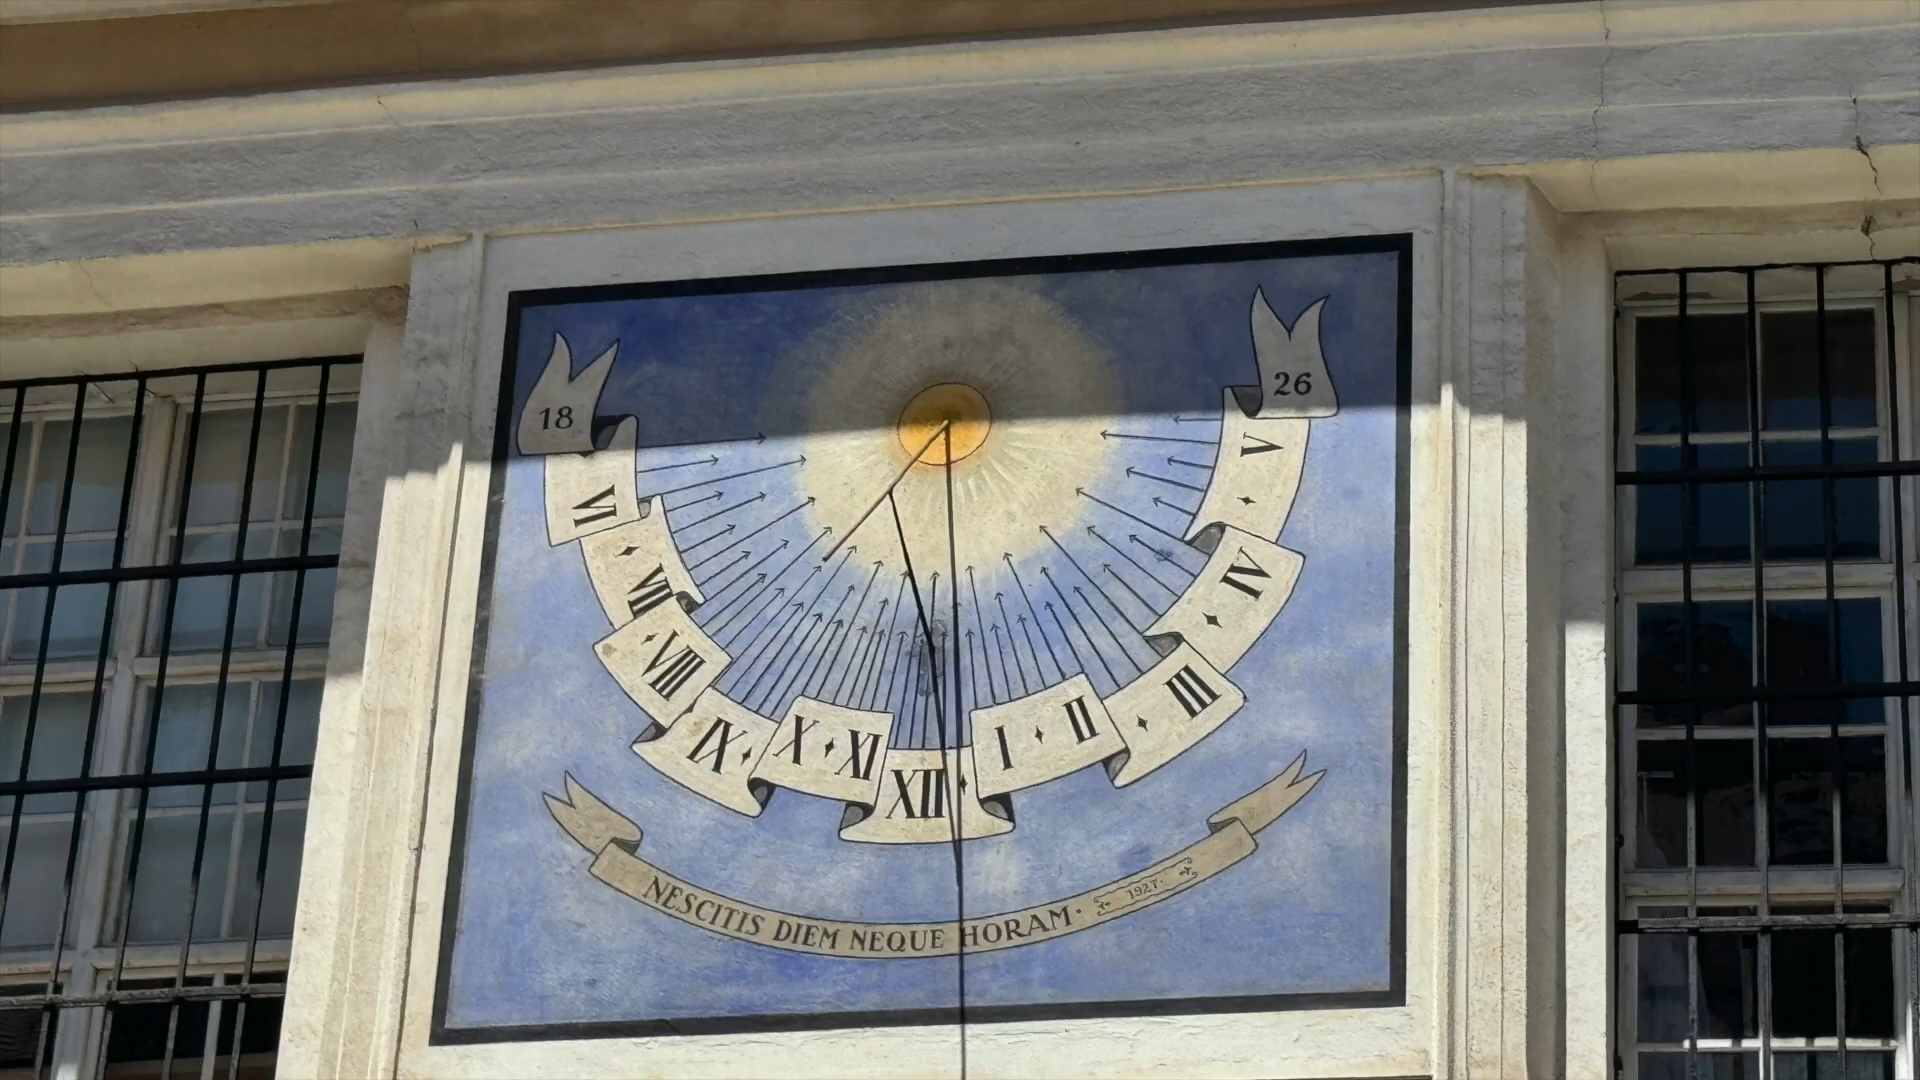 18
26
VI
VII
VIII
IX
X
XI
XII
I
II
III
IV
V
NESCITIS DIEM NEQUE HORAM. 1927.